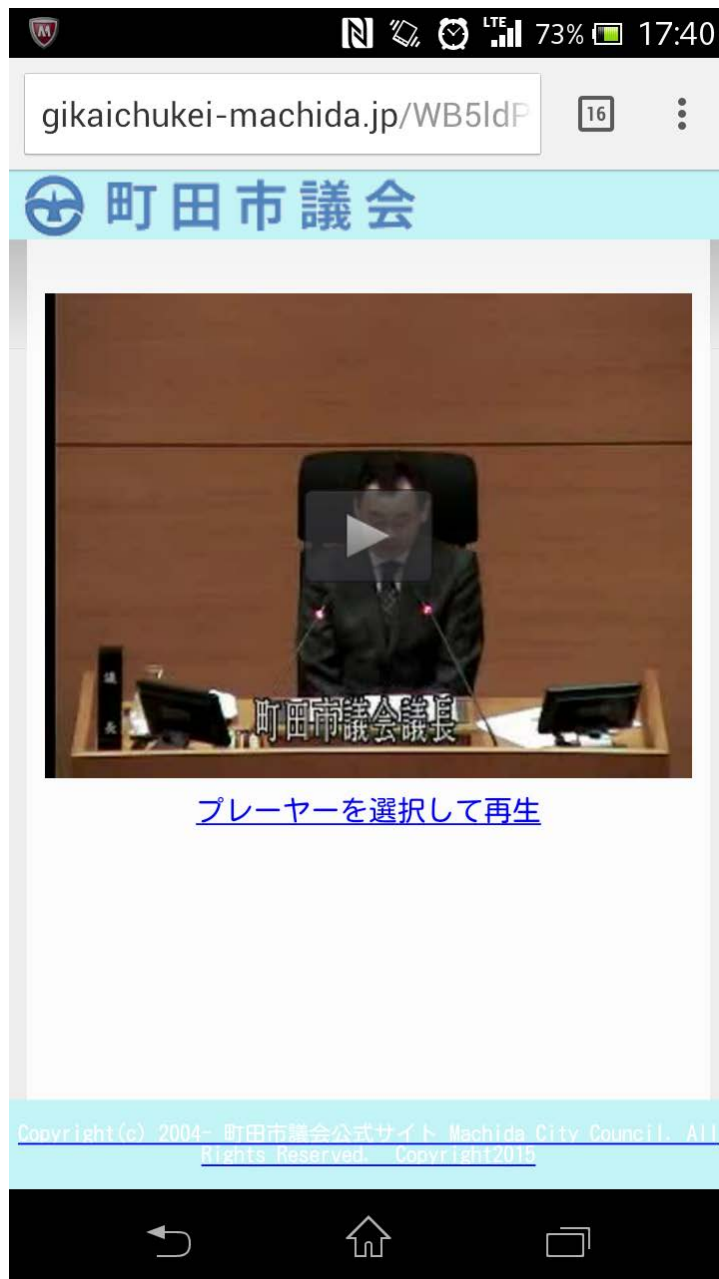 LTE 73% 17:40
gikaichukei-machida.jp/WB5ldP
16
町田市議会
議
長
町田市議会議長
プレーヤーを選択して再生
Copyright(c) 2004- 町田市議会公式サイト Machida City Council. All
Rights Reserved. Copyright2015